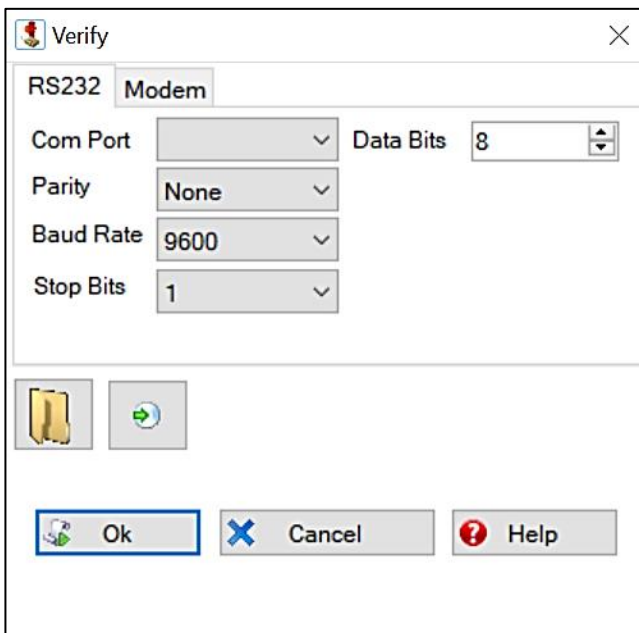 Verify
RS232 Modem
Com Port Data Bits 8
Parity None
Baud Rate 9600
Stop Bits 1
Ok Cancel Help